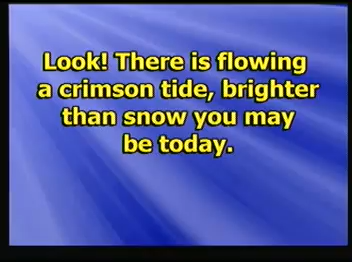 Look! There is flowing
a crimson tide, brighter
than snow you may
be today.